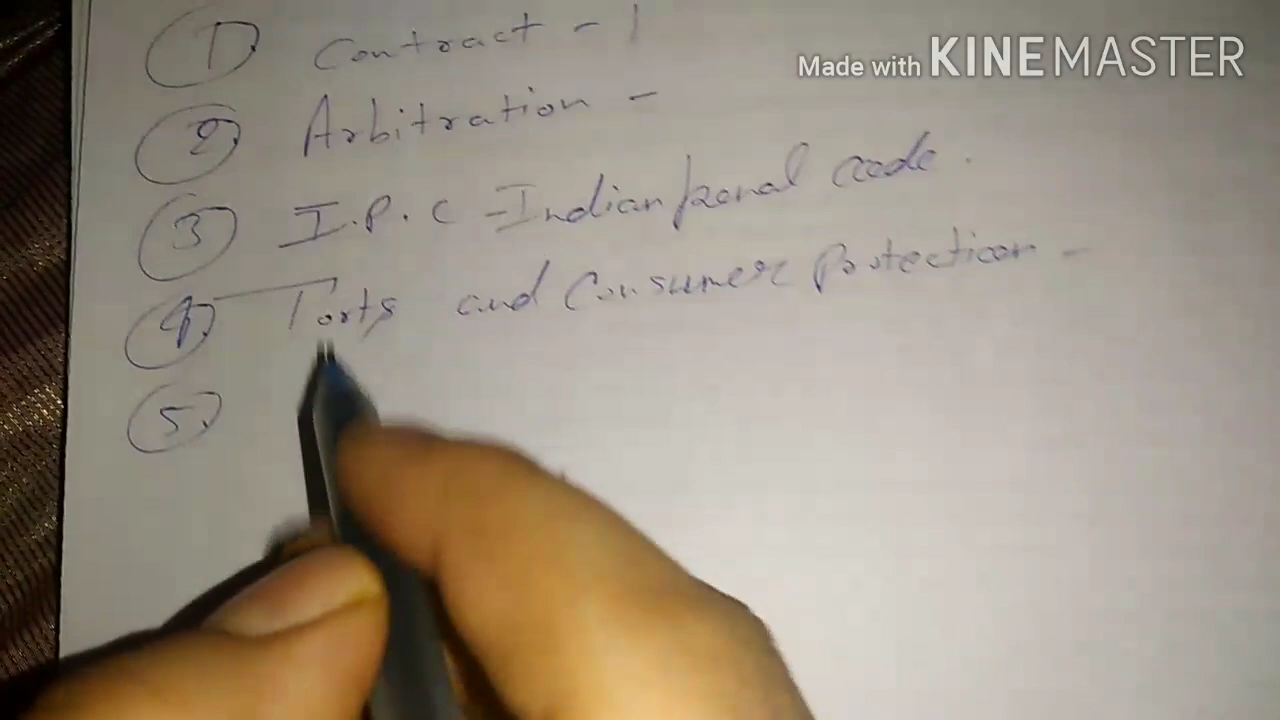 1 Contract - 1
Made with KINEMASTER
2. Arbitration -
3. I.P.C - Indian penal code.
4. Torts and Consumer Protection -
5.